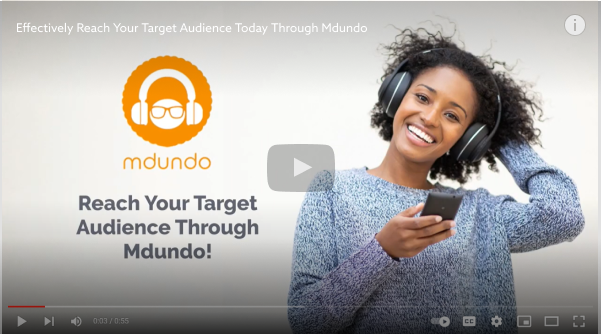 Effectively Reach Your Target Audience Today Through Mdundo
mdundo
Reach Your Target
Audience Through
Mdundo!
0:03 / 0:55
CC